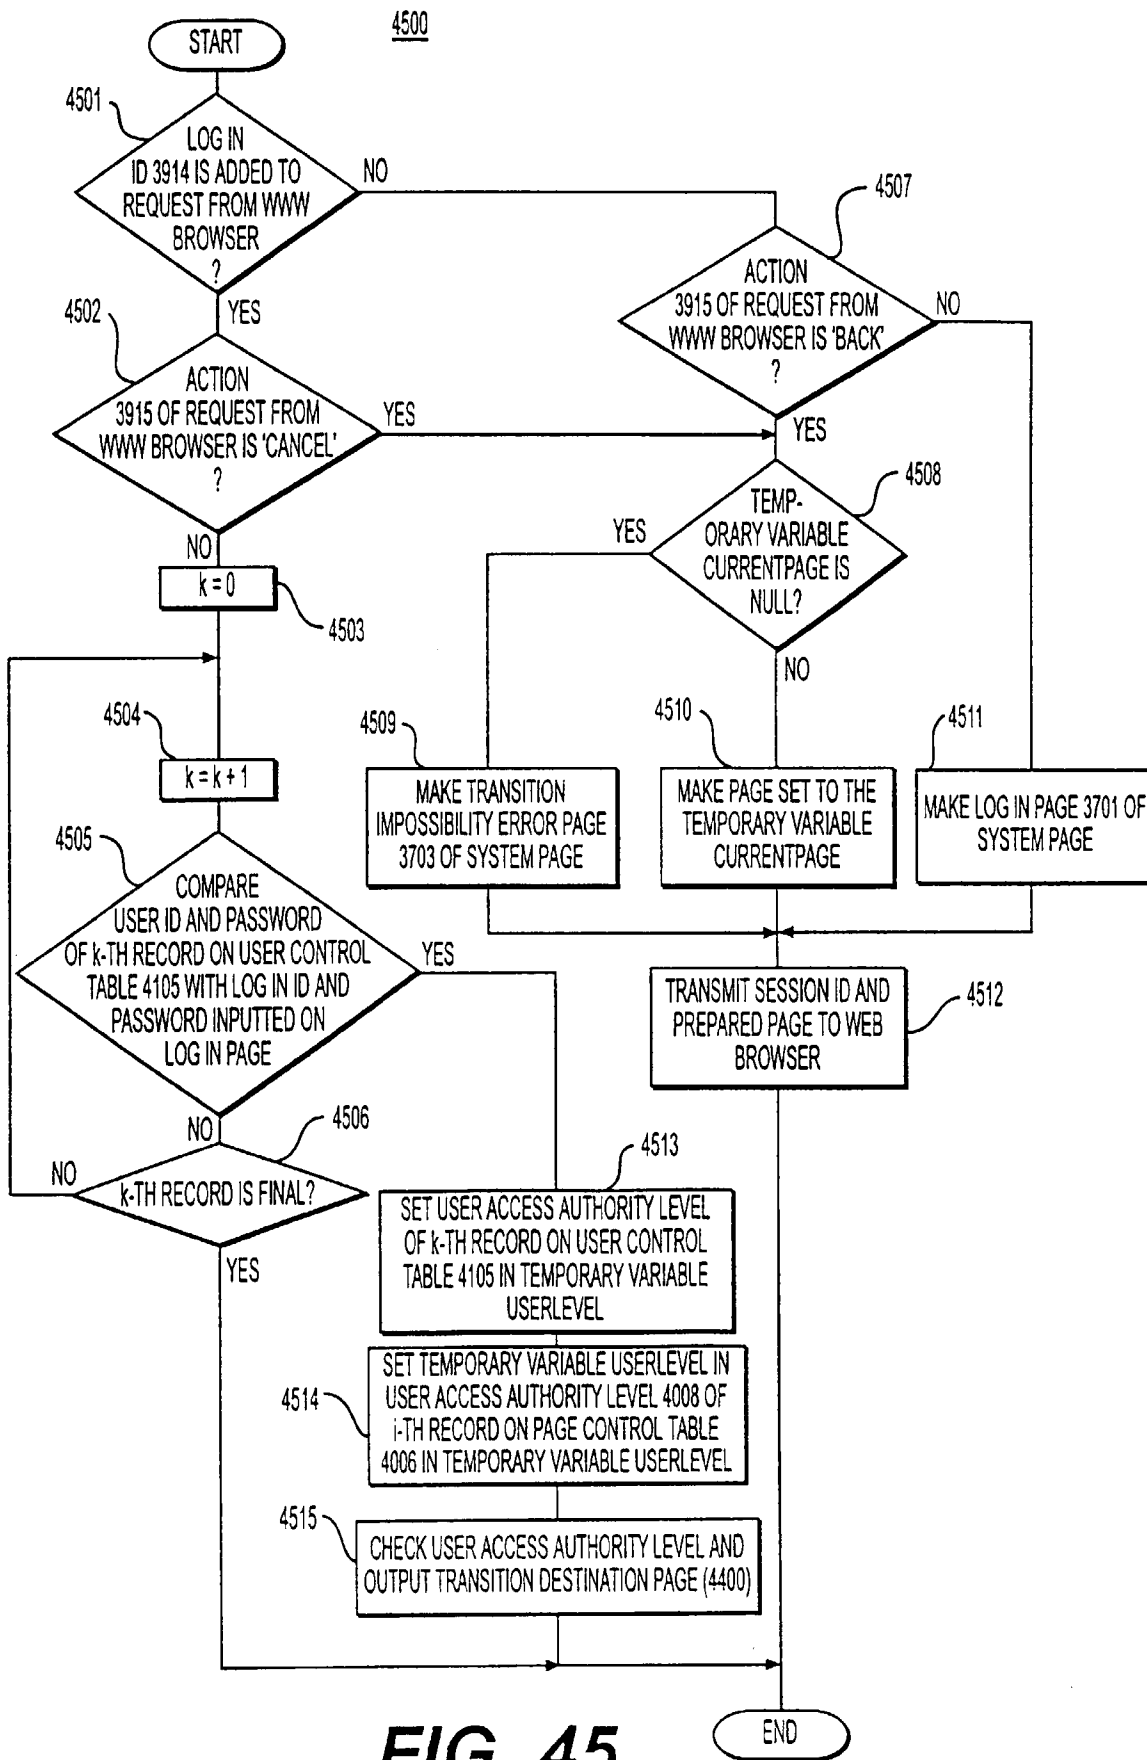 4500
START
4501
LOG IN
ID 3914 IS ADDED TO
REQUEST FROM WWW
BROWSER
?
NO
YES
4507
ACTION
3915 OF REQUEST FROM
WWW BROWSER IS 'BACK'
?
NO
YES
4502
ACTION
3915 OF REQUEST FROM
WWW BROWSER IS 'CANCEL'
?
YES
NO
4508
TEMP-
ORARY VARIABLE
CURRENTPAGE IS
NULL?
YES
NO
k = 0
4503
4504
k = k + 1
4509
MAKE TRANSITION
IMPOSSIBILITY ERROR PAGE
3703 OF SYSTEM PAGE
4510
MAKE PAGE SET TO THE
TEMPORARY VARIABLE
CURRENTPAGE
4511
MAKE LOG IN PAGE 3701 OF
SYSTEM PAGE
4505
COMPARE
USER ID AND PASSWORD
OF k-TH RECORD ON USER CONTROL
TABLE 4105 WITH LOG IN ID AND
PASSWORD INPUTTED ON
LOG IN PAGE
YES
NO
TRANSMIT SESSION ID AND
PREPARED PAGE TO WEB
BROWSER
4512
4506
k-TH RECORD IS FINAL?
NO
YES
4513
SET USER ACCESS AUTHORITY LEVEL
OF k-TH RECORD ON USER CONTROL
TABLE 4105 IN TEMPORARY VARIABLE
USERLEVEL
4514
SET TEMPORARY VARIABLE USERLEVEL IN
USER ACCESS AUTHORITY LEVEL 4008 OF
i-TH RECORD ON PAGE CONTROL TABLE
4006 IN TEMPORARY VARIABLE USERLEVEL
4515
CHECK USER ACCESS AUTHORITY LEVEL AND
OUTPUT TRANSITION DESTINATION PAGE (4400)
END
FIG. 45